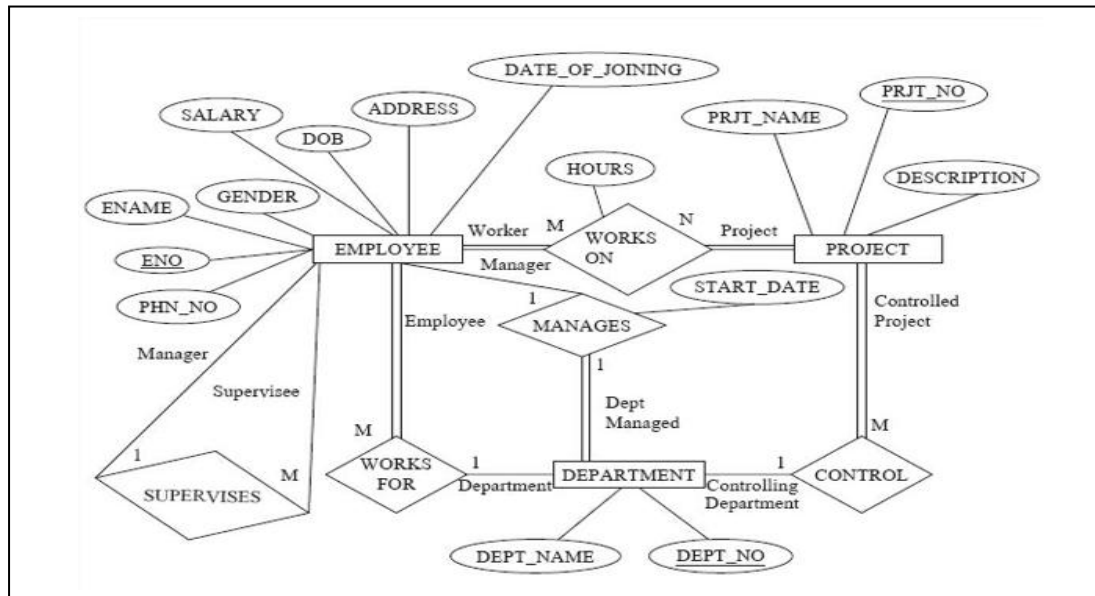 DATE_OF_JOINING
PRJT_NO
SALARY
ADDRESS
PRJT_NAME
DOB
HOURS
DESCRIPTION
GENDER
ENAME
Worker
M
WORKS
ON
N
Project
EMPLOYEE
PROJECT
ENO
Manager
START_DATE
PHN_NO
1
MANAGES
Employee
Controlled
Project
Manager
1
Supervisee
Dept
Managed
M
M
1
M
WORKS
FOR
1
Department
DEPARTMENT
1
Controlling
Department
CONTROL
SUPERVISES
DEPT_NAME
DEPT_NO